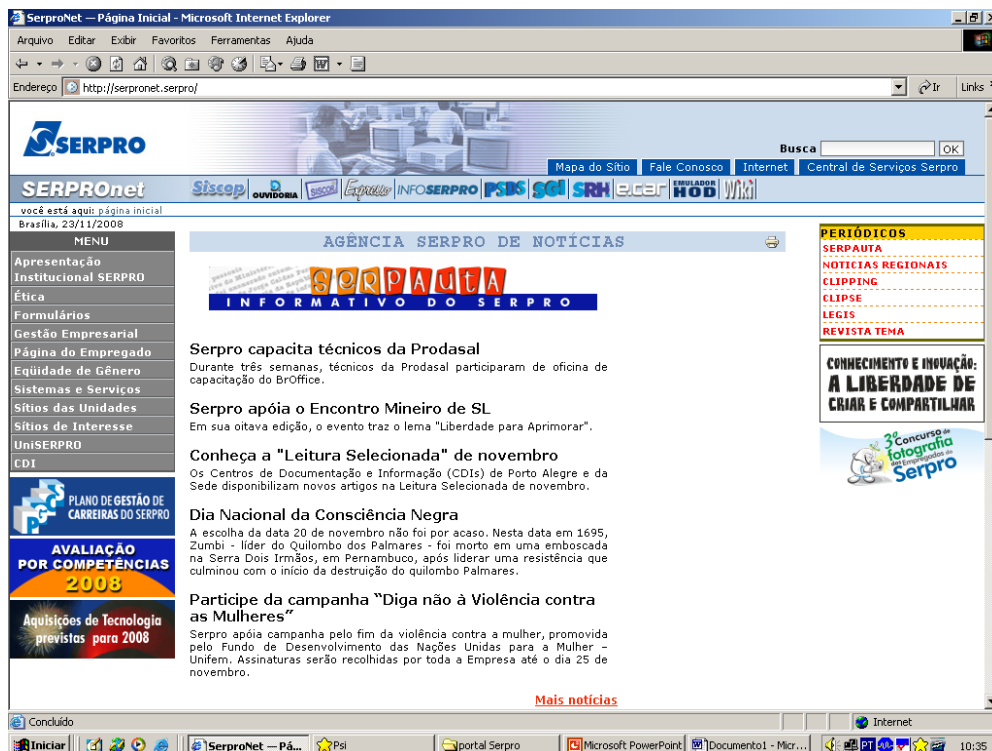 SerproNet — Página Inicial - Microsoft Internet Explorer
Arquivo Editar Exibir Favoritos Ferramentas Ajuda
Endereço http://serpronet.serpro/ Ir Links
SERPRO
Busca OK
Mapa do Sítio Fale Conosco Internet Central de Serviços Serpro
SERPROnet Siscop OUVIDORIA SISCOR Expresso INFOSERPRO PSDS SGI SRH e.car EMULADOR HOD Wiki
você está aqui: página inicial
Brasília, 23/11/2008
MENU
Apresentação
Institucional SERPRO
Ética
Formulários
Gestão Empresarial
Página do Empregado
Eqüidade de Gênero
Sistemas e Serviços
Sítios das Unidades
Sítios de Interesse
UniSERPRO
CDI
PGCS
PLANO DE GESTÃO DE
CARREIRAS DO SERPRO
AVALIAÇÃO
POR COMPETÊNCIAS
2008
Aquisições de Tecnologia
previstas para 2008
AGÊNCIA SERPRO DE NOTÍCIAS
SERPAUTA
INFORMATIVO DO SERPRO
Serpro capacita técnicos da Prodasal
Durante três semanas, técnicos da Prodasal participaram de oficina de
capacitação do BrOffice.
Serpro apóia o Encontro Mineiro de SL
Em sua oitava edição, o evento traz o lema "Liberdade para Aprimorar".
Conheça a "Leitura Selecionada" de novembro
Os Centros de Documentação e Informação (CDIs) de Porto Alegre e da
Sede disponibilizam novos artigos na Leitura Selecionada de novembro.
Dia Nacional da Consciência Negra
A escolha da data 20 de novembro não foi por acaso. Nesta data em 1695,
Zumbi - líder do Quilombo dos Palmares - foi morto em uma emboscada
na Serra Dois Irmãos, em Pernambuco, após liderar uma resistência que
culminou com o início da destruição do quilombo Palmares.
Participe da campanha “Diga não à Violência contra
as Mulheres”
Serpro apóia campanha pelo fim da violência contra a mulher, promovida
pelo Fundo de Desenvolvimento das Nações Unidas para a Mulher –
Unifem. Assinaturas serão recolhidas por toda a Empresa até o dia 25 de
novembro.
Mais notícias
PERIÓDICOS
SERPAUTA
NOTICIAS REGIONAIS
CLIPPING
CLIPSE
LEGIS
REVISTA TEMA
CONHECIMENTO E INOVAÇÃO:
A LIBERDADE DE
CRIAR E COMPARTILHAR
3º Concurso de
fotografia
dos Empregados do
Serpro
Concluído Internet
Iniciar SerproNet — Pá... Psi portal Serpro Microsoft PowerPoint Documento1 - Micr... PT 10:35